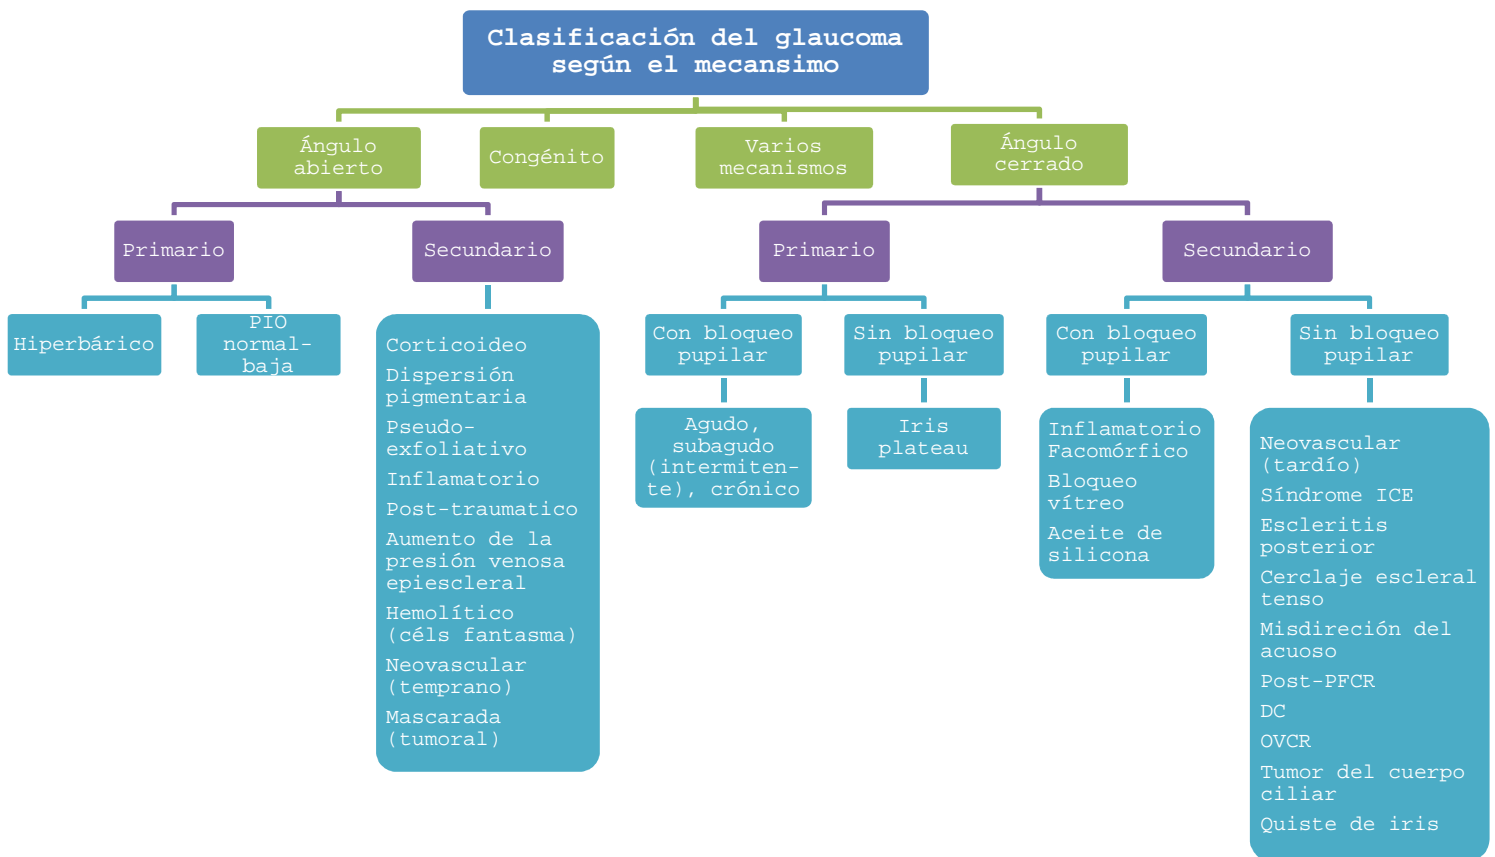 Clasificación del glaucoma
según el mecansimo
Ángulo
abierto
Congénito
Varios
mecanismos
Ángulo
cerrado
Primario
Secundario
Primario
Secundario
Hiperbárico
PIO
normal-
baja
Corticoideo
Dispersión
pigmentaria
Pseudo-
exfoliativo
Inflamatorio
Post-traumatico
Aumento de la
presión venosa
epiescleral
Hemolítico
(céls fantasma)
Neovascular
(temprano)
Mascarada
(tumoral)
Con bloqueo
pupilar
Agudo,
subagudo
(intermiten-
te), crónico
Sin bloqueo
pupilar
Iris
plateau
Con bloqueo
pupilar
Inflamatorio
Facomórfico
Bloqueo
vítreo
Aceite de
silicona
Sin bloqueo
pupilar
Neovascular
(tardío)
Síndrome ICE
Escleritis
posterior
Cerclaje escleral
tenso
Misdireción del
acuoso
Post-PFCR
DC
OVCR
Tumor del cuerpo
ciliar
Quiste de iris